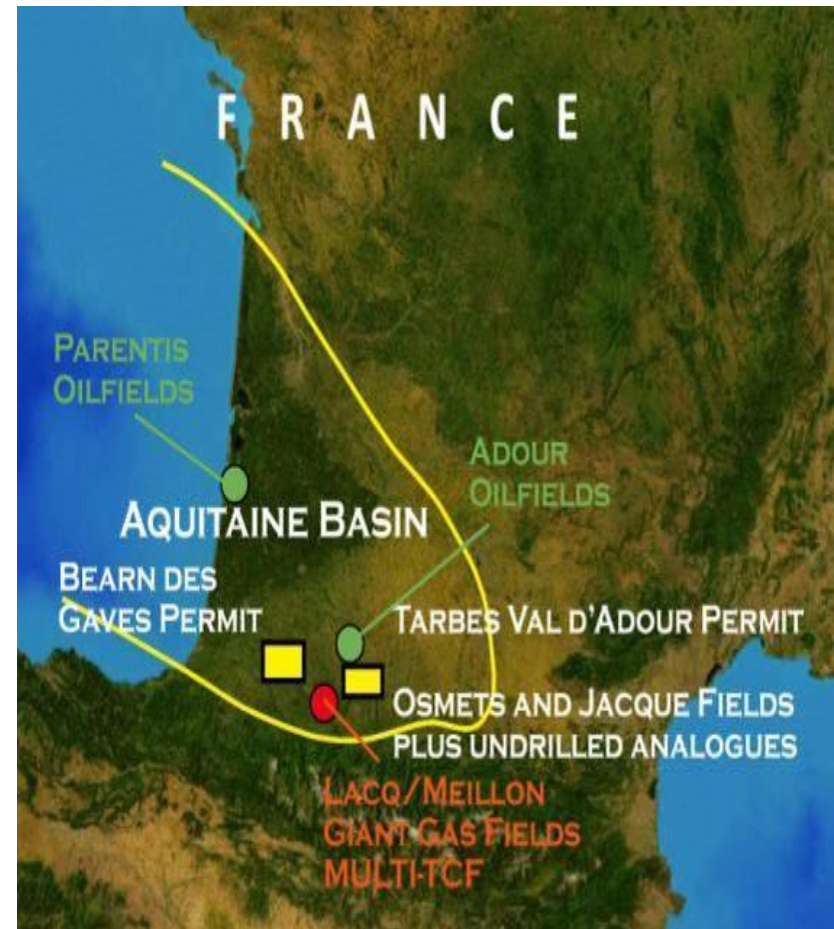 FRANCE
PARENTIS
OILFIELDS
ADOUR
OILFIELDS
AQUITAINE BASIN
BEARN DES
GAVES PERMIT
TARBES VAL D'ADOUR PERMIT
OSMETS AND JACQUE FIELDS
PLUS UNDRILLED ANALOGUES
LACQ/MEILLON
GIANT GAS FIELDS
MULTI-TCF